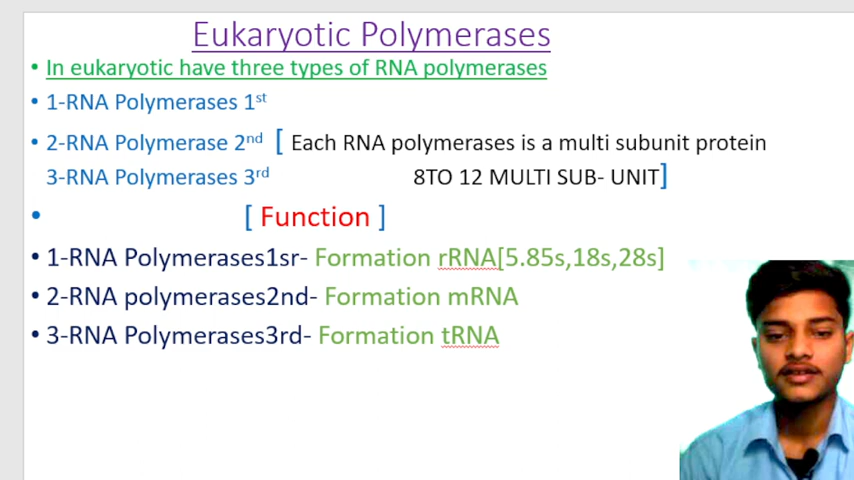 Eukaryotic Polymerases
• In eukaryotic have three types of RNA polymerases
• 1-RNA Polymerases 1st
• 2-RNA Polymerase 2nd [ Each RNA polymerases is a multi subunit protein
3-RNA Polymerases 3rd 8TO 12 MULTI SUB- UNIT]
• [ Function ]
• 1-RNA Polymerases1sr- Formation rRNA[5.85s,18s,28s]
• 2-RNA polymerases2nd- Formation mRNA
• 3-RNA Polymerases3rd- Formation tRNA